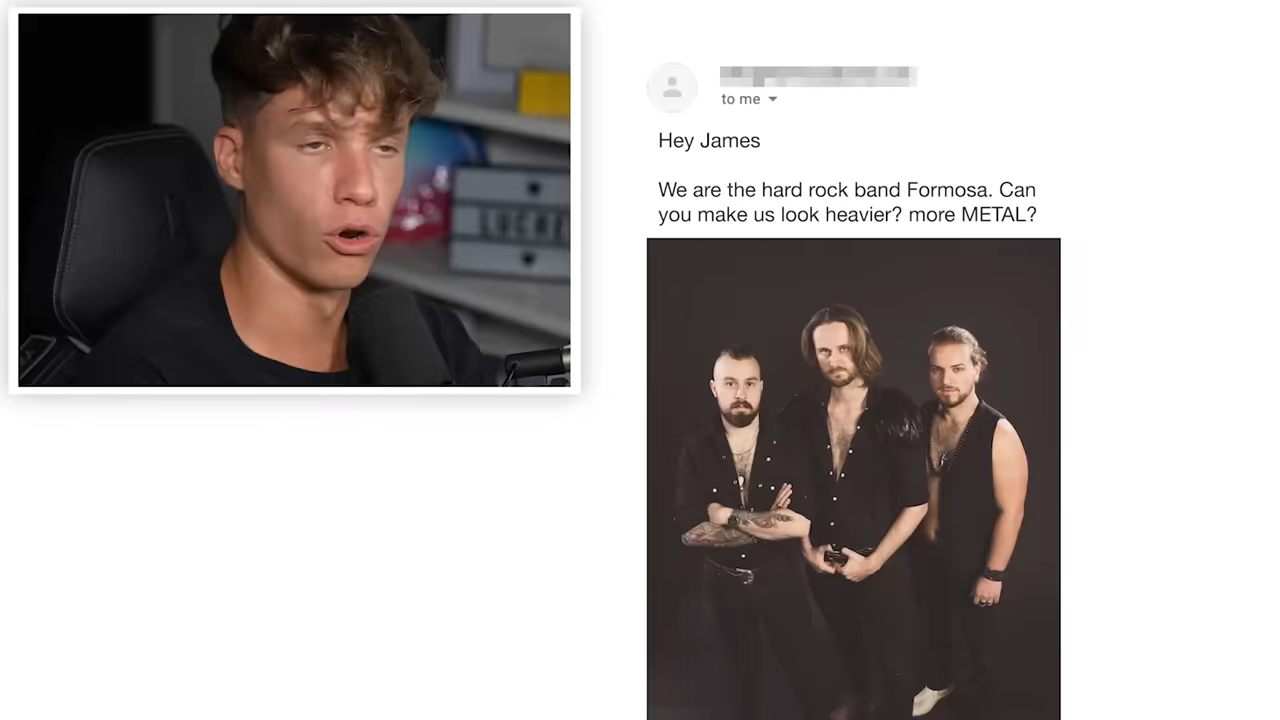 to me
Hey James
We are the hard rock band Formosa. Can
you make us look heavier? more METAL?